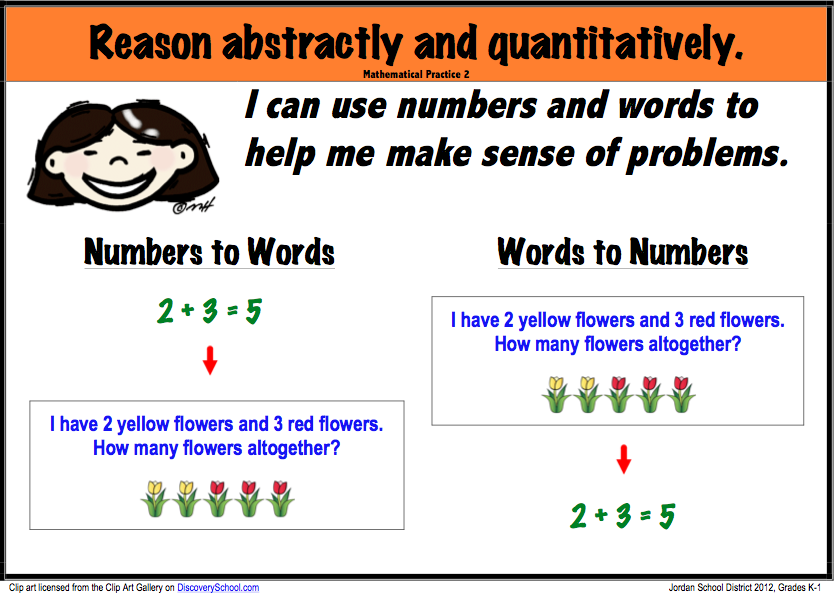 Reason abstractly and quantitatively.
Mathematical Practice 2
I can use numbers and words to
help me make sense of problems.
©MH
Numbers to Words
2 + 3 = 5
I have 2 yellow flowers and 3 red flowers.
How many flowers altogether?
Words to Numbers
I have 2 yellow flowers and 3 red flowers.
How many flowers altogether?
2 + 3 = 5
Clip art licensed from the Clip Art Gallery on DiscoverySchool.com
Jordan School District 2012, Grades K-1